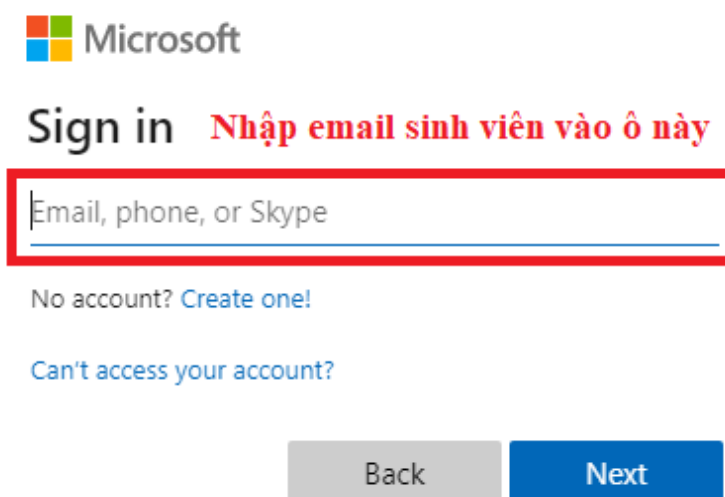 Microsoft
Sign in Nhập email sinh viên vào ô này
Email, phone, or Skype
No account? Create one!
Can't access your account?
Back Next